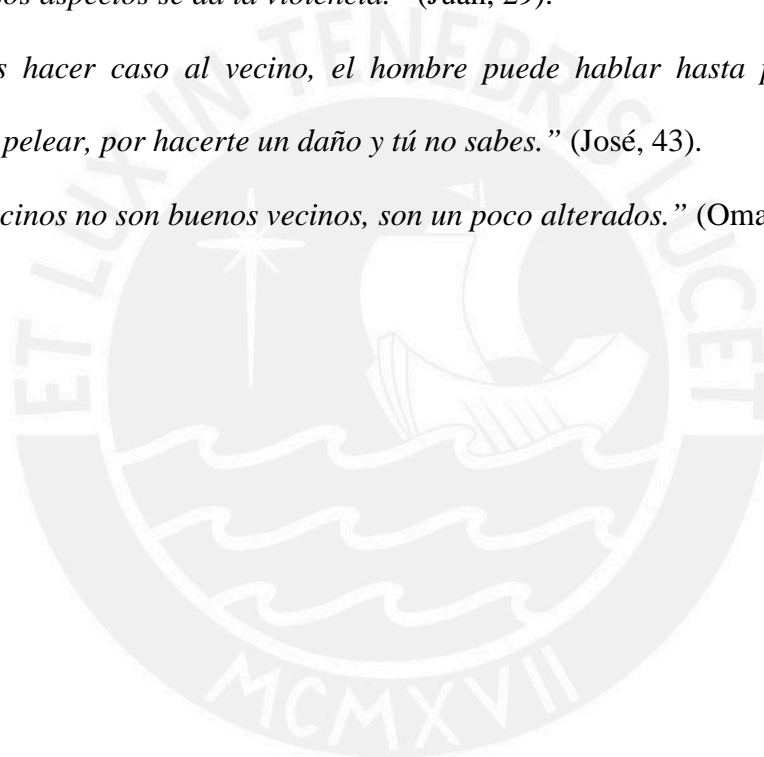 os aspectos se da la violencia.” (Juan, 29).
s hacer caso al vecino, el hombre puede hablar hasta p
pelear, por hacerte un daño y tú no sabes.” (José, 43).
cinos no son buenos vecinos, son un poco alterados.” (Oma
ET LUX IN TENEBRIS LUCET
MCMXVII